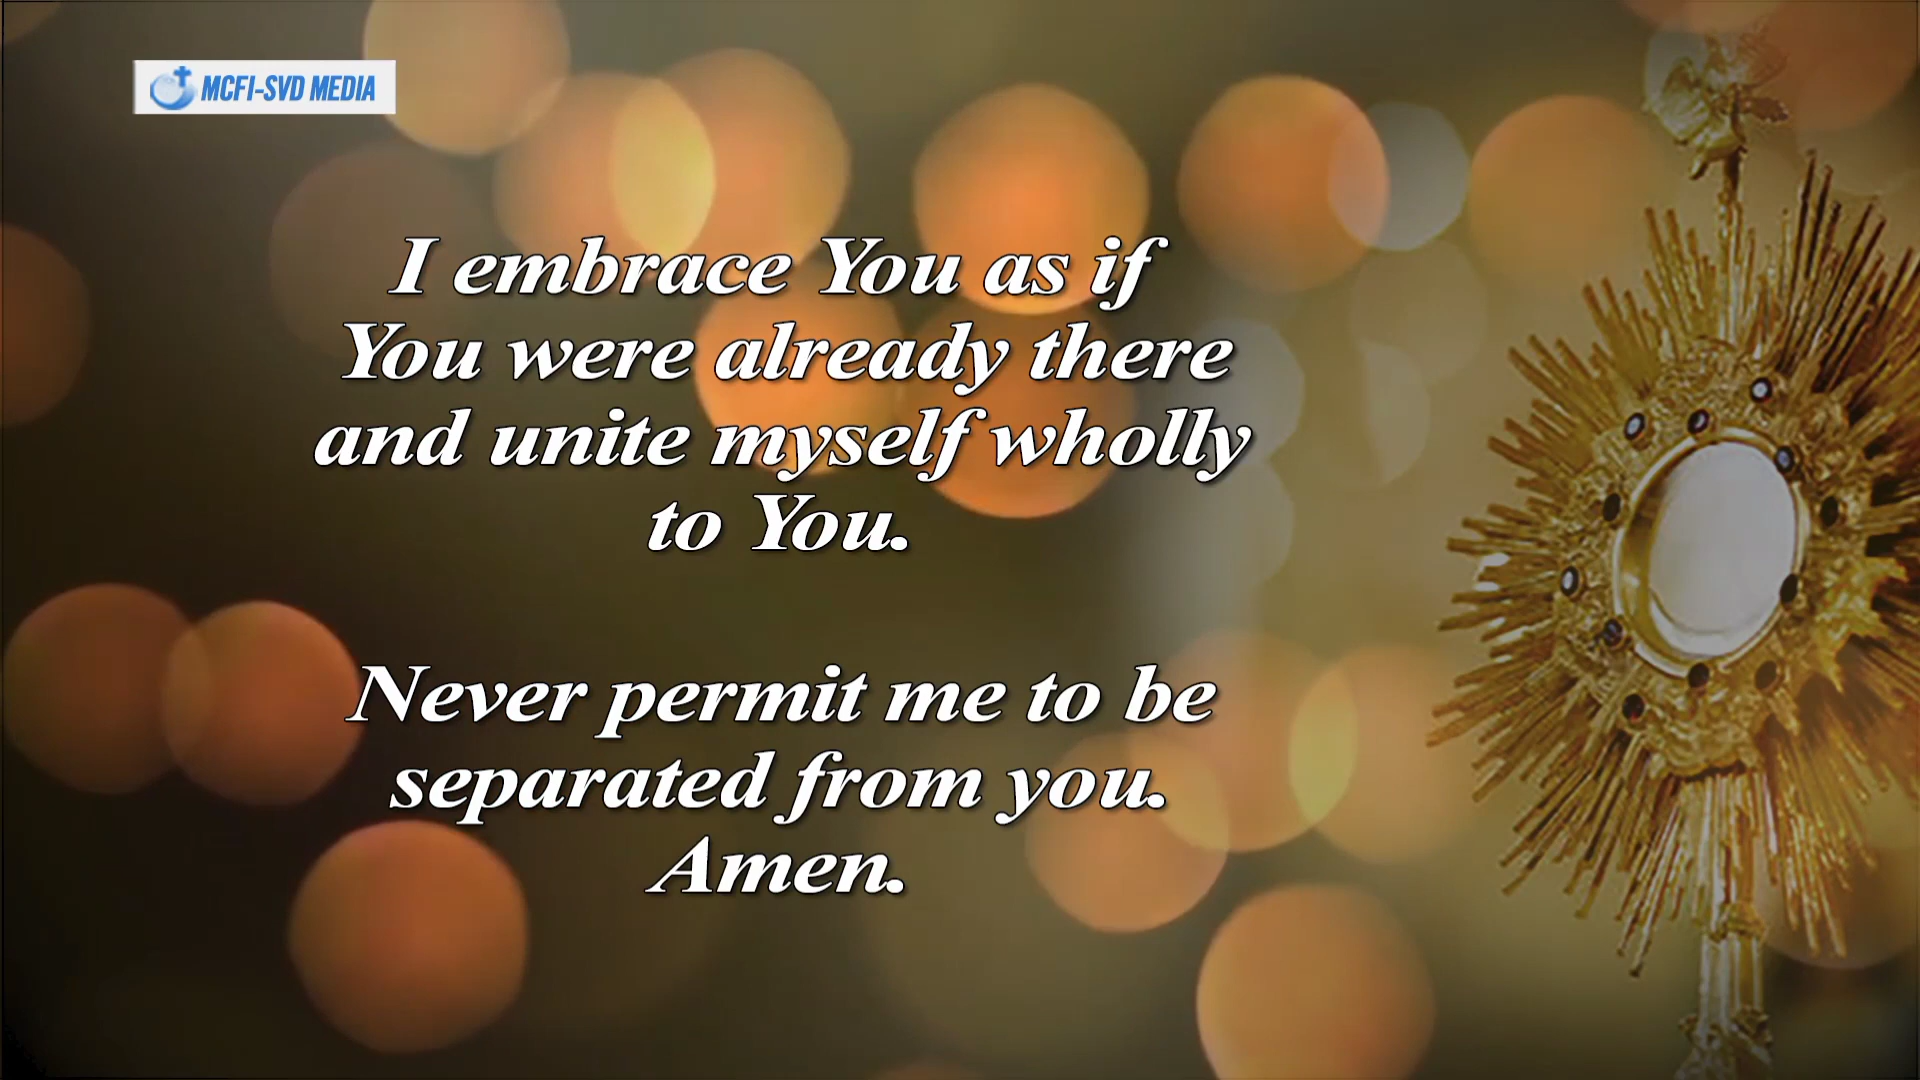 MCFI-SVD MEDIA
I embrace You as if
You were already there
and unite myself wholly
to You.
Never permit me to be
separated from you.
Amen.